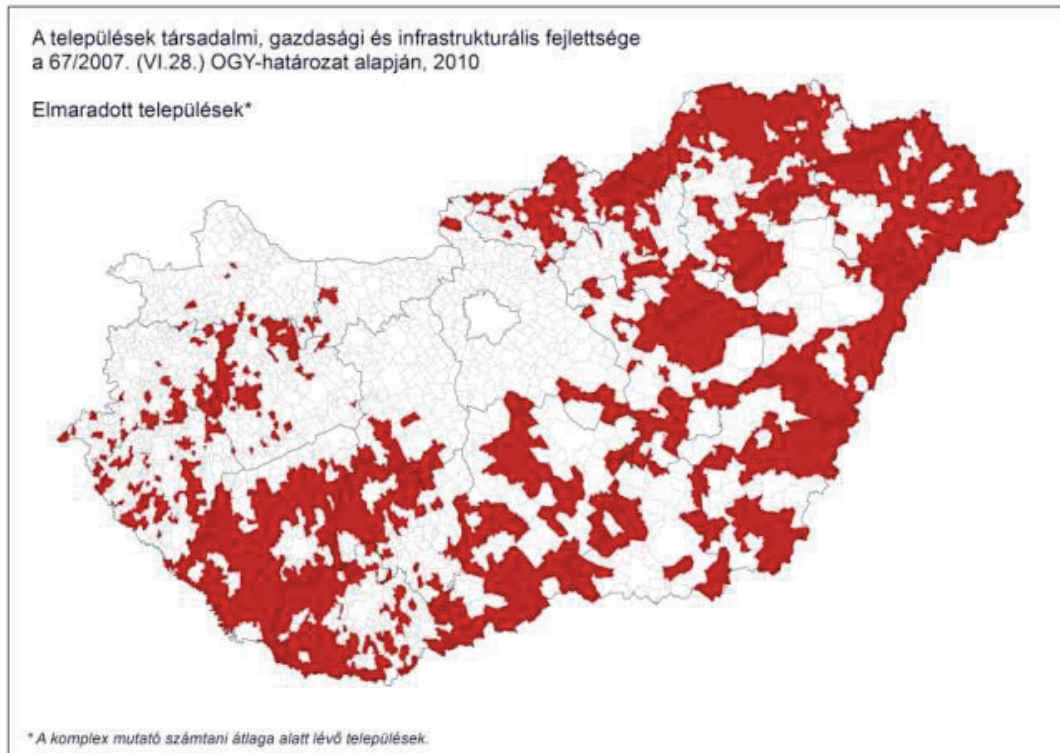 A települések társadalmi, gazdasági és infrastrukturális fejlettsége
a 67/2007. (VI.28.) OGY-határozat alapján, 2010
Elmaradott települések*
* A komplex mutató számtani átlaga alatt lévő települések.